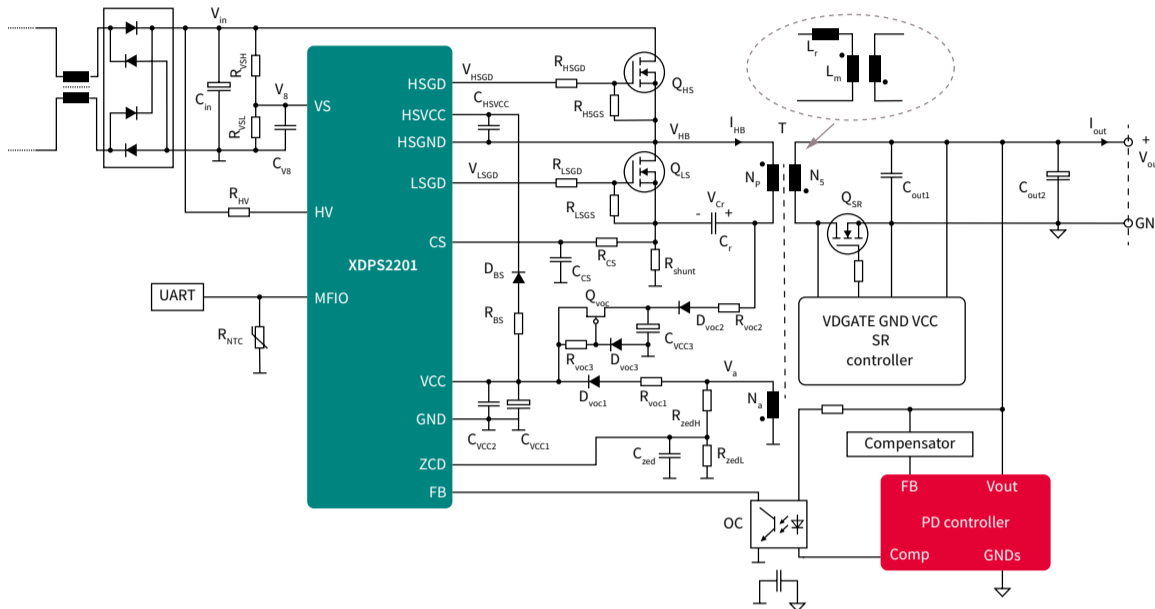 V_in
R_VSH
R_VSL
C_in
V_8
C_V8
VS
R_HV
HV
UART
MFIO
R_NTC
XDPS2201
HSGD
HSVCC
HSGND
LSGD
CS
VCC
GND
ZCD
FB
V_HSGD
R_HSGD
Q_HS
C_HSVCC
R_HSGS
V_HB
I_HB
T
V_LSGD
R_LSGD
Q_LS
R_LSGS
V_Cr
- +
C_r
R_CS
C_CS
R_shunt
D_BS
R_BS
Q_voc
D_voc2
R_voc2
C_VCC3
R_voc3
D_voc3
D_voc1
R_voc1
V_a
N_a
R_zedH
C_VCC2
C_VCC1
C_zed
R_zedL
L_r
L_m
N_P
N_5
Q_SR
C_out1
C_out2
I_out
+
V_ou
GN
VDGATE GND VCC
SR
controller
Compensator
OC
FB
Vout
PD controller
Comp
GNDs